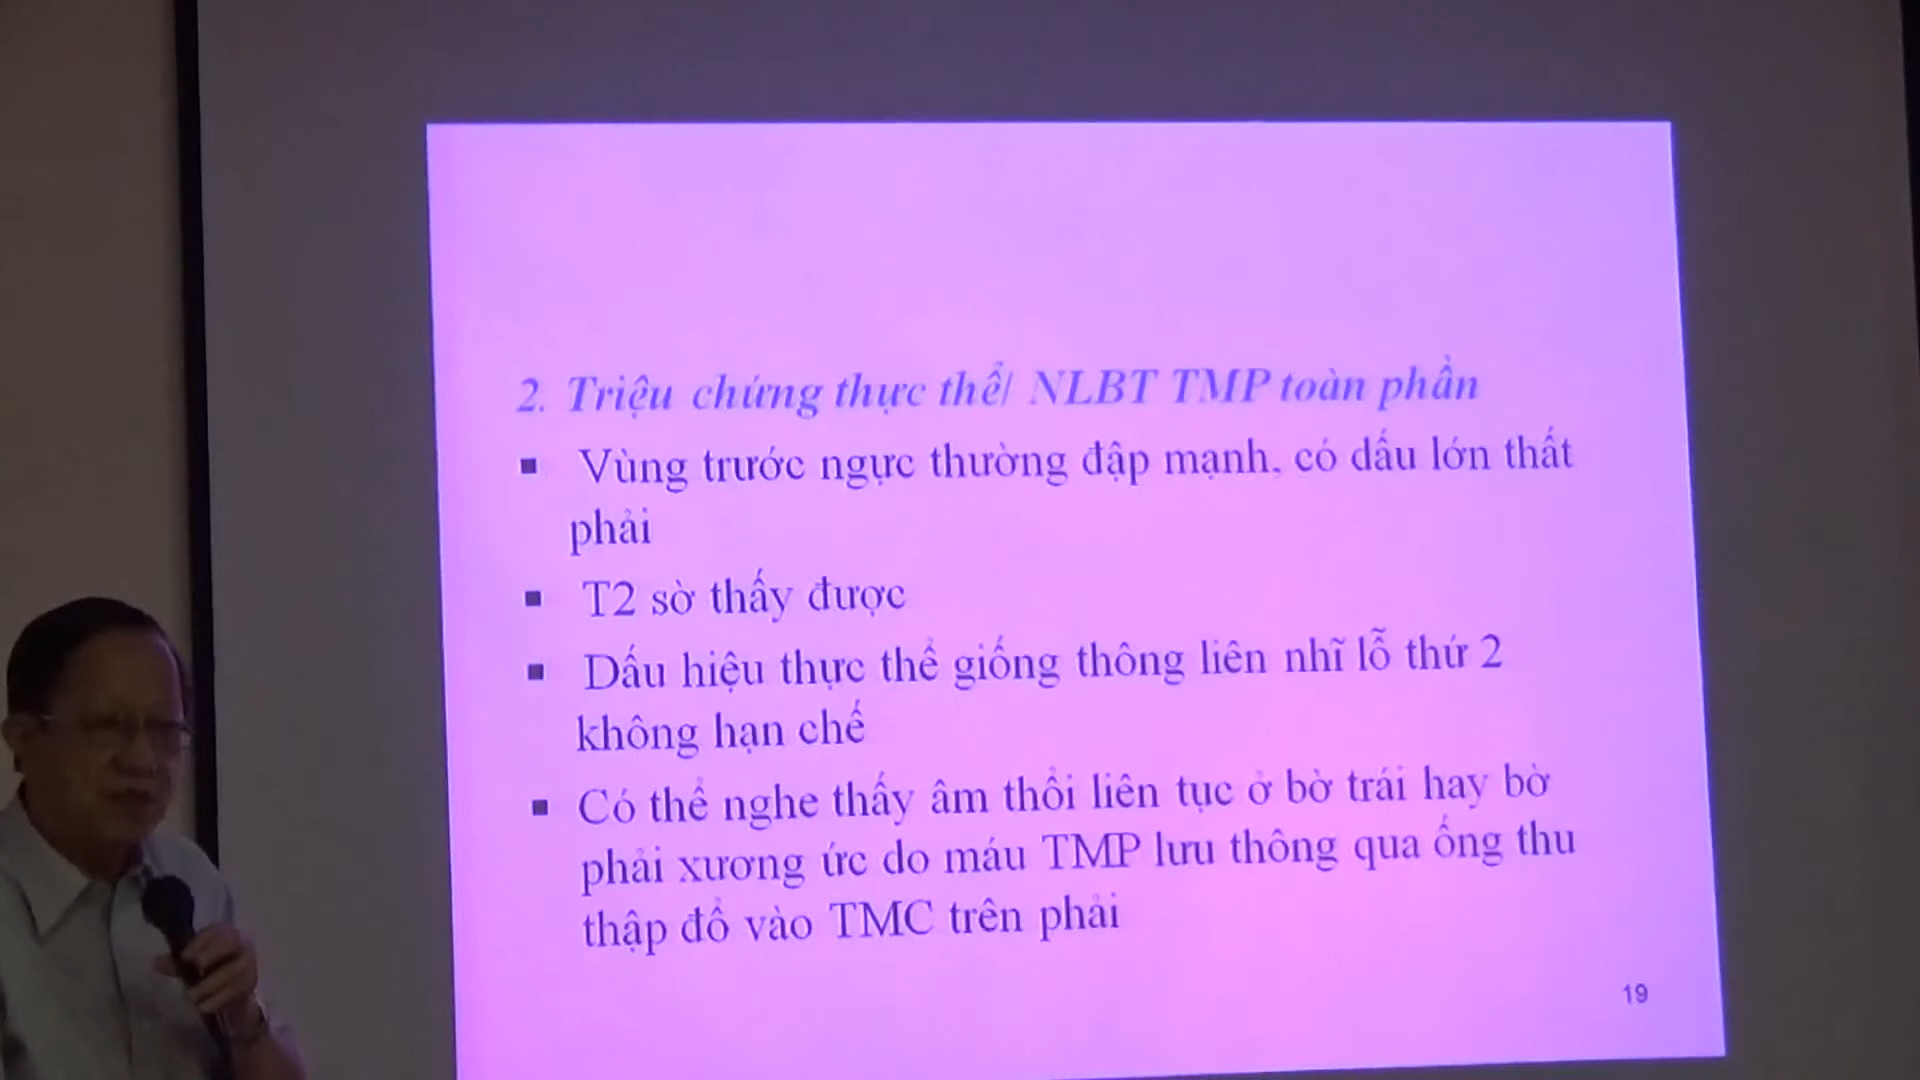 2. Triệu chứng thực thể/ NLBT TMP toàn phần
▪ Vùng trước ngực thường đập mạnh, có dấu lớn thất
phải
▪ T2 sờ thấy được
▪ Dấu hiệu thực thể giống thông liên nhĩ lỗ thứ 2
không hạn chế
▪ Có thể nghe thấy âm thổi liên tục ở bờ trái hay bờ
phải xương ức do máu TMP lưu thông qua ống thu
thập đổ vào TMC trên phải
19